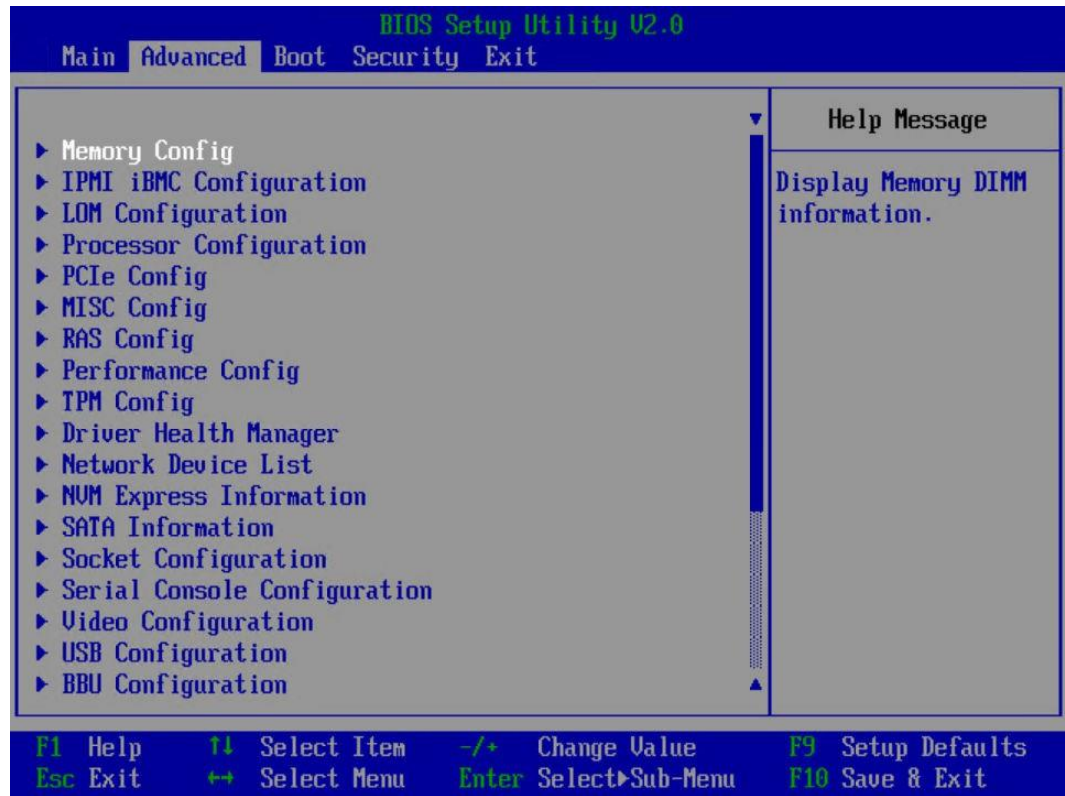 BIOS Setup Utility V2.0
Main Advanced Boot Security Exit
Memory Config
IPMI iBMC Configuration
LOM Configuration
Processor Configuration
PCIe Config
MISC Config
RAS Config
Performance Config
TPM Config
Driver Health Manager
Network Device List
NVM Express Information
SATA Information
Socket Configuration
Serial Console Configuration
Video Configuration
USB Configuration
BBU Configuration
Help Message
Display Memory DIMM
information.
F1 Help ↑↓ Select Item -/+ Change Value F9 Setup Defaults
Esc Exit ←→ Select Menu Enter Select▶Sub-Menu F10 Save & Exit